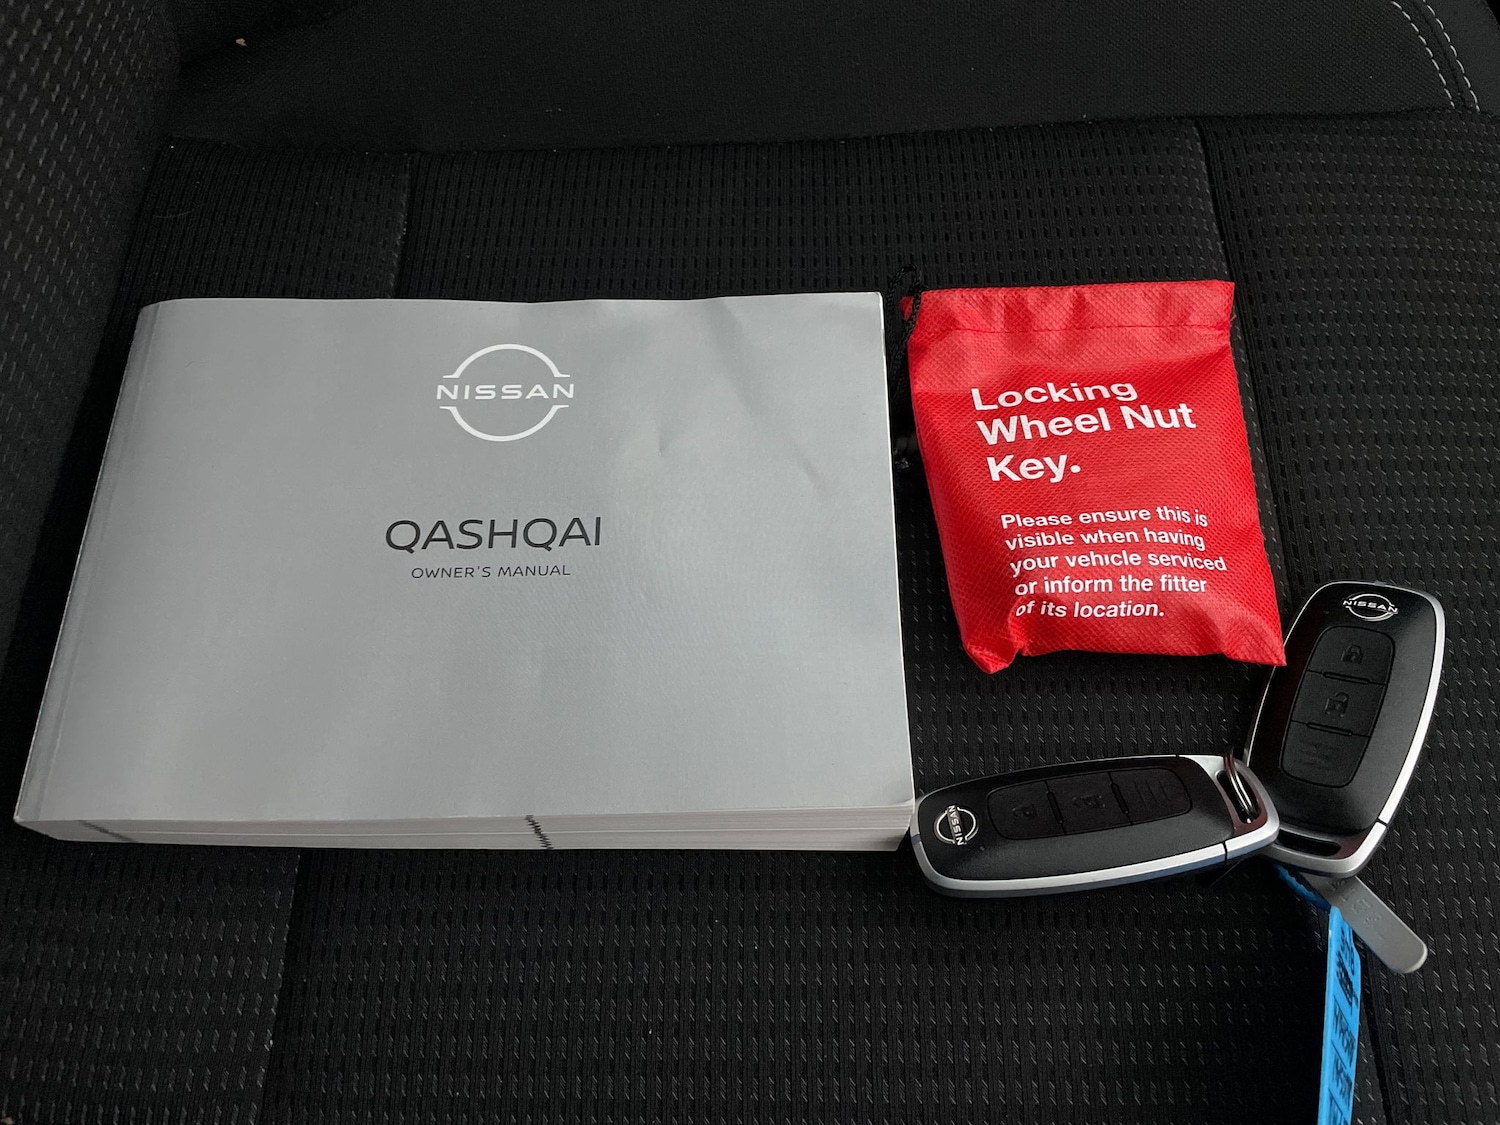 NISSAN
QASHQAI
OWNER'S MANUAL
Locking
Wheel Nut
Key.
Please ensure this is
visible when having
your vehicle serviced
or inform the fitter
of its location.
NISSAN
NISSAN